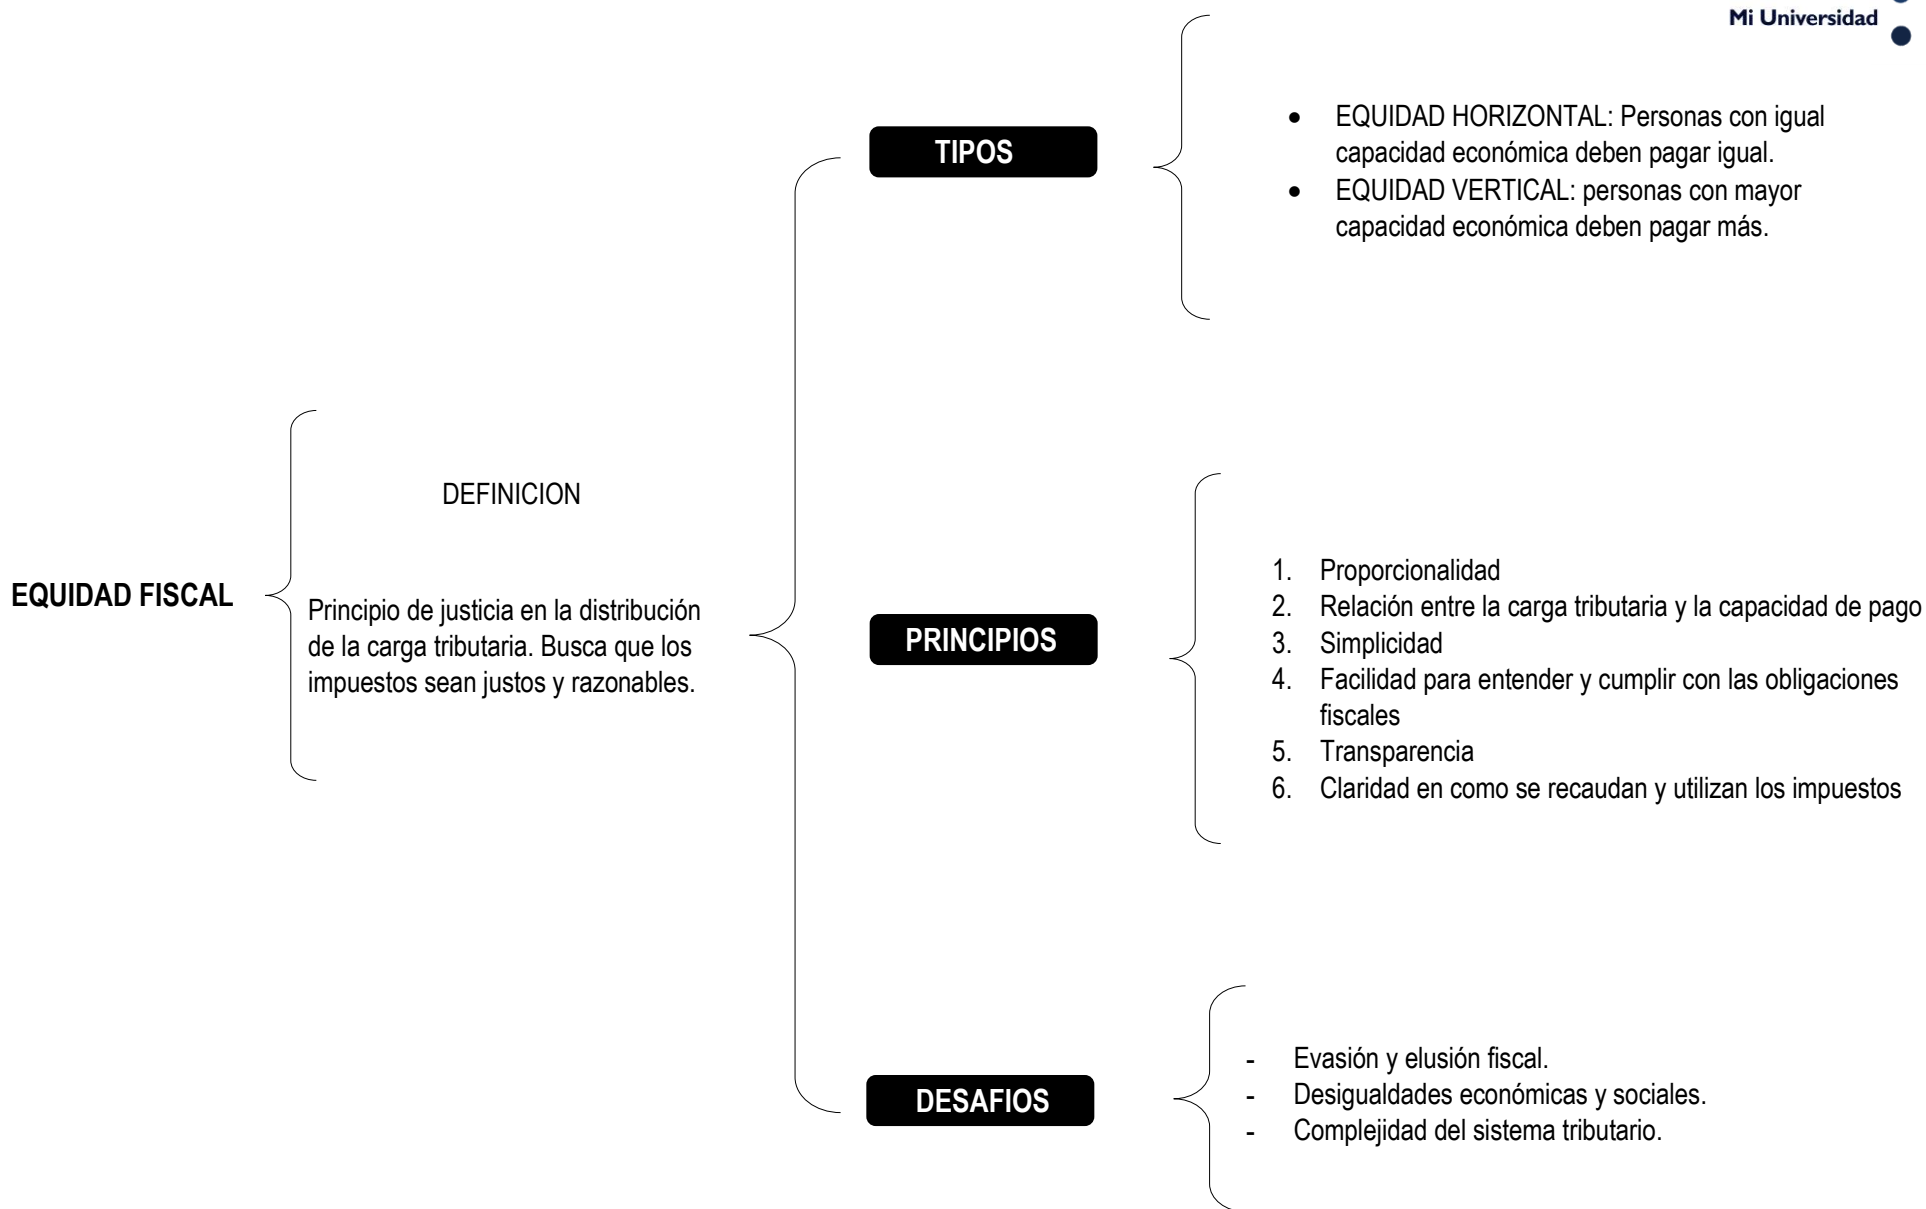 Mi Universidad
TIPOS
• EQUIDAD HORIZONTAL: Personas con igual
capacidad económica deben pagar igual.
• EQUIDAD VERTICAL: personas con mayor
capacidad económica deben pagar más.
EQUIDAD FISCAL
DEFINICION
Principio de justicia en la distribución
de la carga tributaria. Busca que los
impuestos sean justos y razonables.
PRINCIPIOS
1. Proporcionalidad
2. Relación entre la carga tributaria y la capacidad de pago
3. Simplicidad
4. Facilidad para entender y cumplir con las obligaciones
fiscales
5. Transparencia
6. Claridad en como se recaudan y utilizan los impuestos
DESAFIOS
- Evasión y elusión fiscal.
- Desigualdades económicas y sociales.
- Complejidad del sistema tributario.